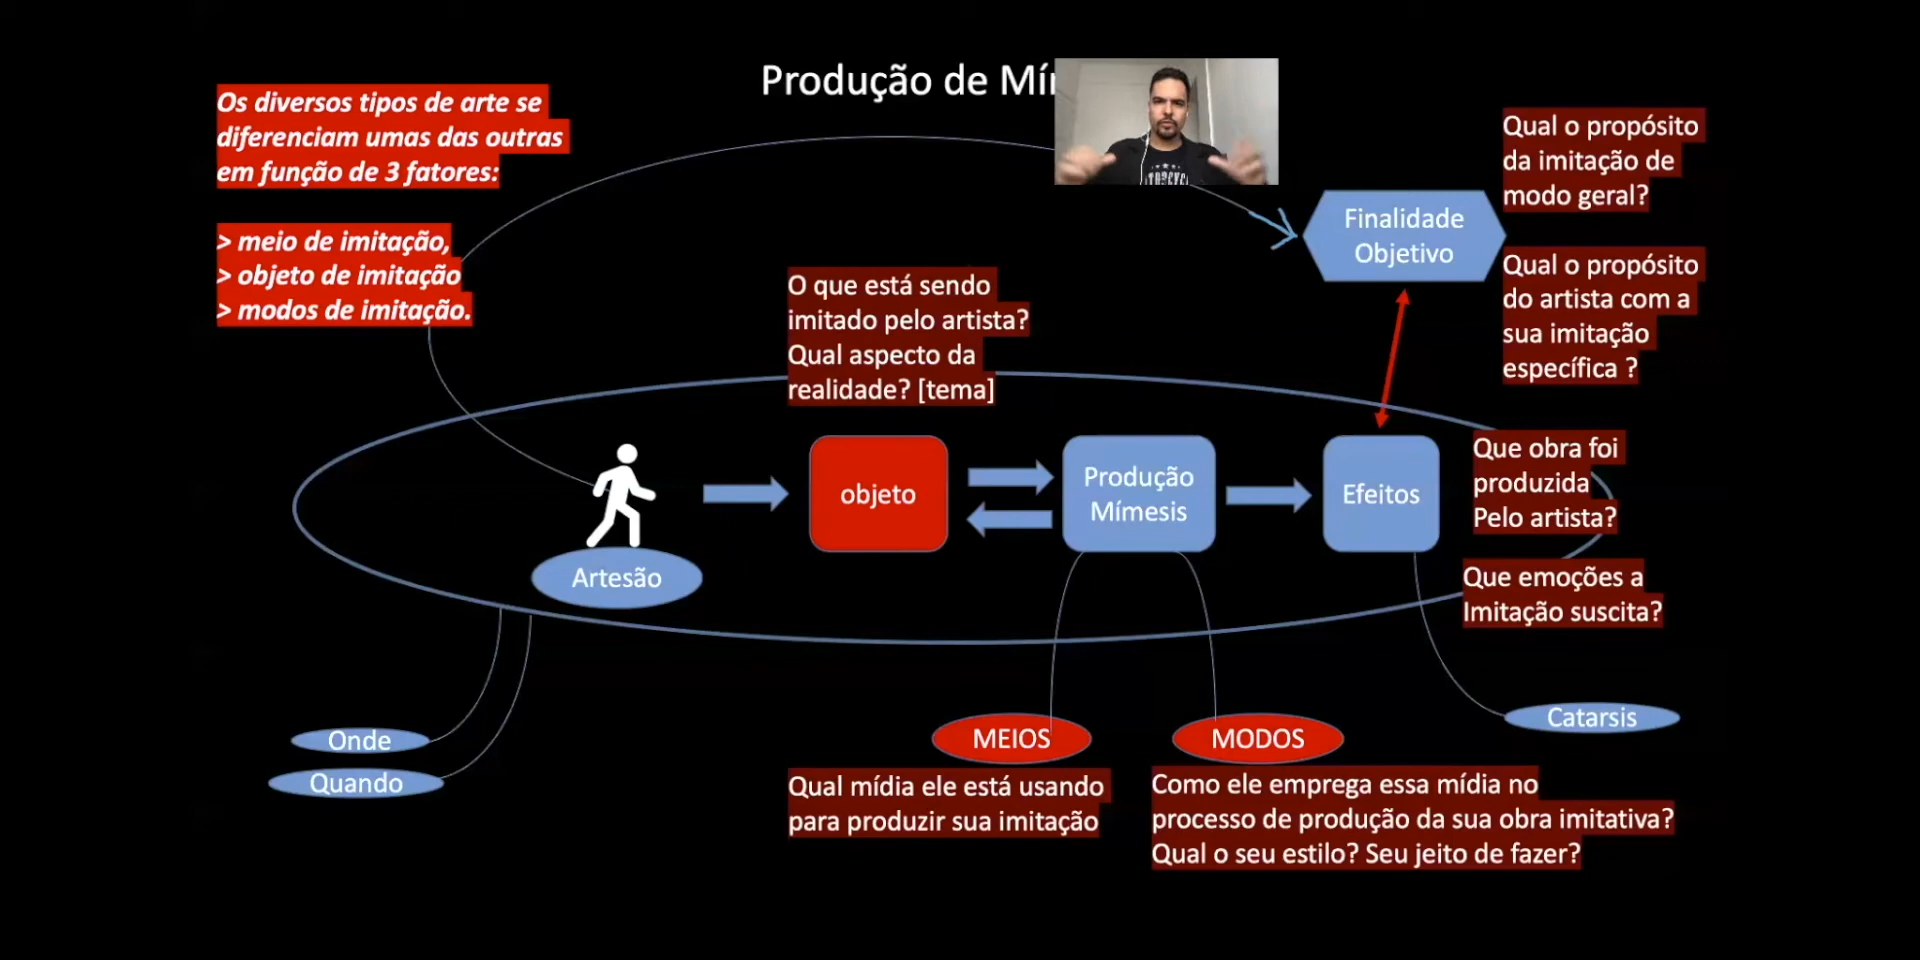 Produção de Mí
Os diversos tipos de arte se
diferenciam umas das outras
em função de 3 fatores:
> meio de imitação,
> objeto de imitação
> modos de imitação.
Qual o propósito
da imitação de
modo geral?
Finalidade
Objetivo
Qual o propósito
do artista com a
sua imitação
específica ?
O que está sendo
imitado pelo artista?
Qual aspecto da
realidade? [tema]
Artesão
objeto
Produção
Mímesis
Efeitos
Que obra foi
produzida
Pelo artista?
Que emoções a
Imitação suscita?
Onde
Quando
MEIOS
MODOS
Catarsis
Qual mídia ele está usando
para produzir sua imitação
Como ele emprega essa mídia no
processo de produção da sua obra imitativa?
Qual o seu estilo? Seu jeito de fazer?